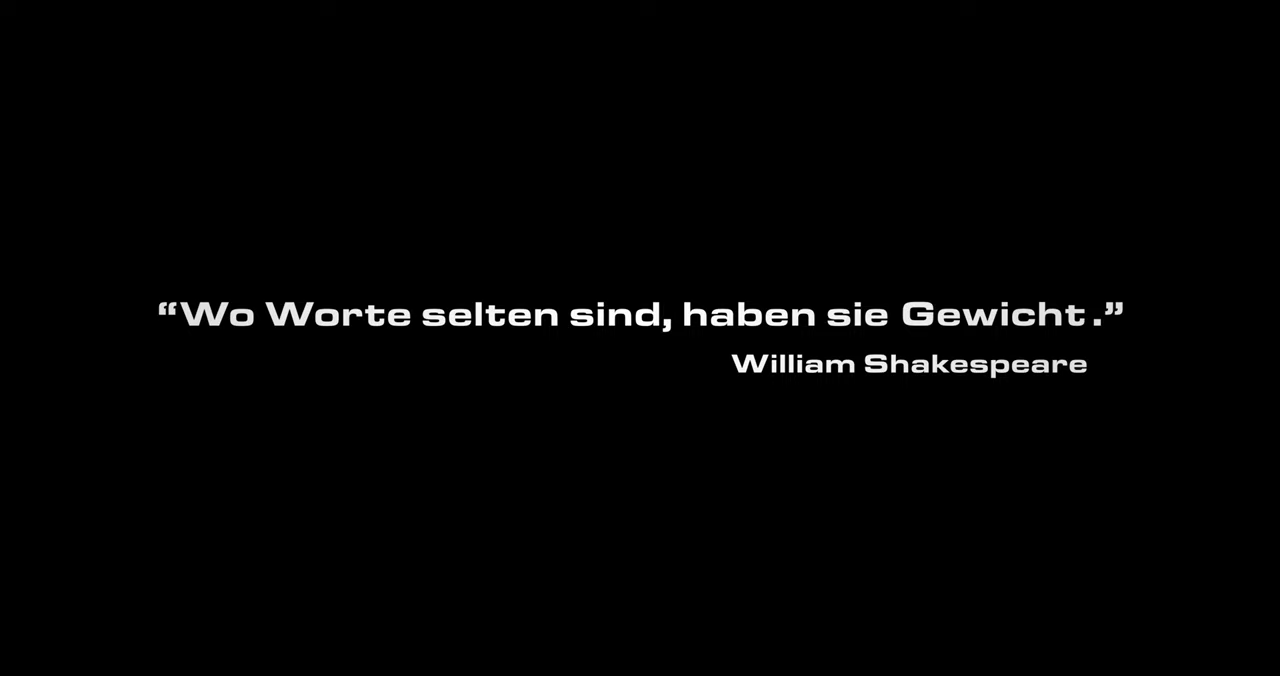 “Wo Worte selten sind, haben sie Gewicht.”
William Shakespeare